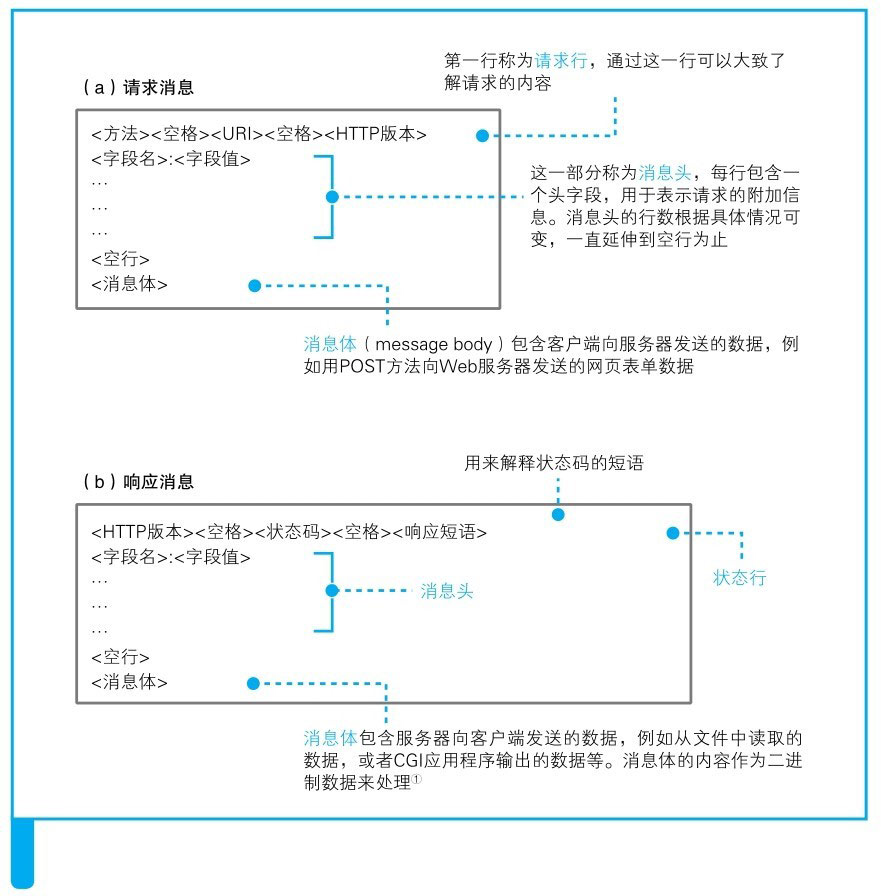 第一行称为请求行，通过这一行可以大致了
解请求的内容
（a）请求消息
<方法><空格><URI><空格><HTTP版本>
<字段名>:<字段值>
…
…
…
<空行>
<消息体>
这一部分称为消息头，每行包含一
个头字段，用于表示请求的附加信
息。消息头的行数根据具体情况可
变，一直延伸到空行为止
消息体（message body）包含客户端向服务器发送的数据，例
如用POST方法向Web服务器发送的网页表单数据
用来解释状态码的短语
（b）响应消息
<HTTP版本><空格><状态码><空格><响应短语>
<字段名>:<字段值>
…
…
…
<空行>
<消息体>
状态行
消息头
消息体包含服务器向客户端发送的数据，例如从文件中读取的
数据，或者CGI应用程序输出的数据等。消息体的内容作为二进
制数据来处理①